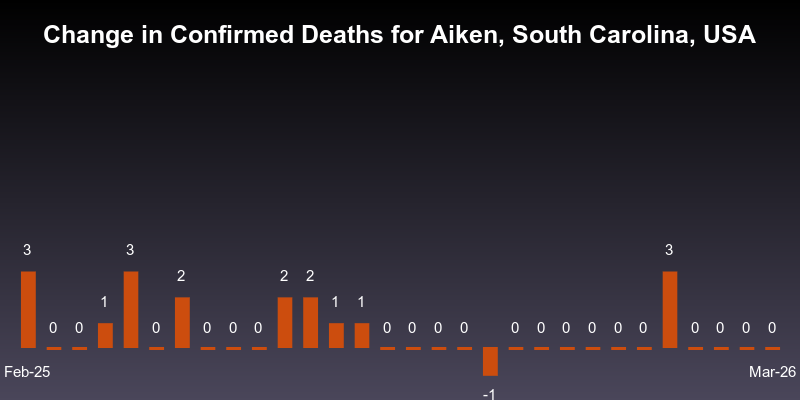 Change in Confirmed Deaths for Aiken, South Carolina, USA
3 0 0 1 3 0 2 0 0 0 2 2 1 1 0 0 0 0 -1 0 0 0 0 0 0 3 0 0 0 0
Feb-25 Mar-26